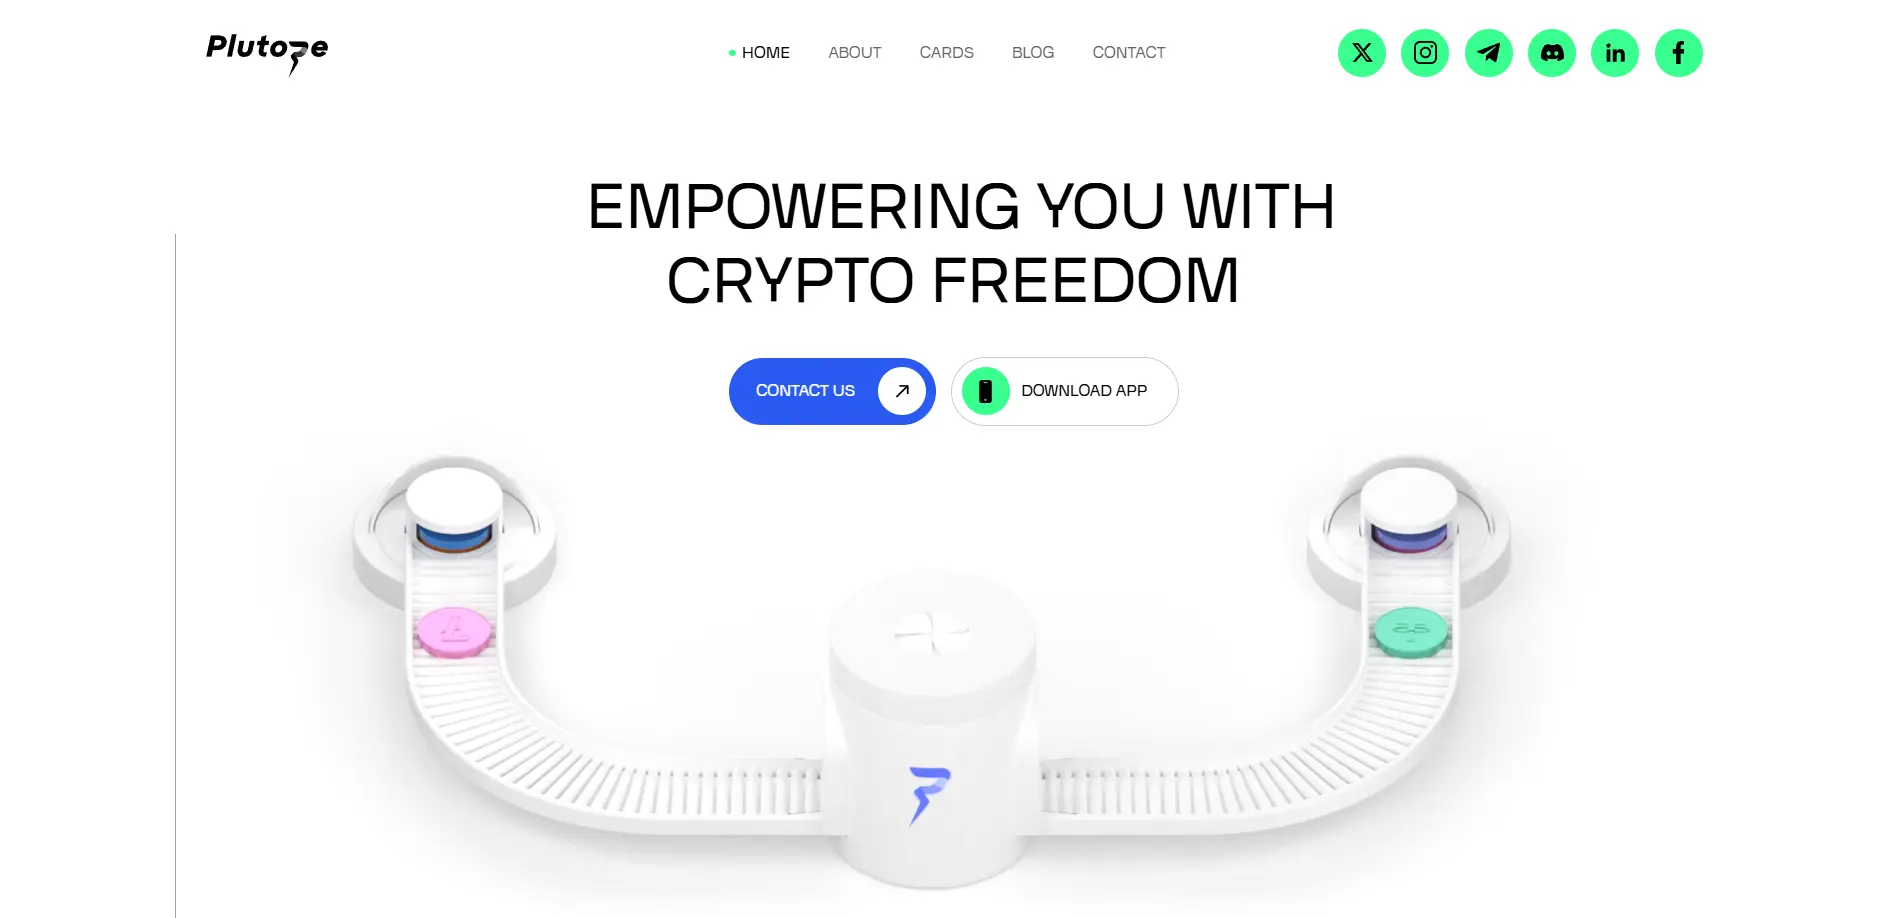 Plutope
HOME
ABOUT
CARDS
BLOG
CONTACT
EMPOWERING YOU WITH
CRYPTO FREEDOM
CONTACT US
DOWNLOAD APP